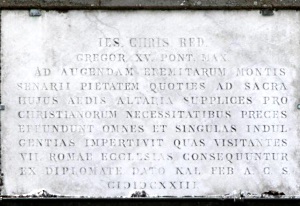 IES. CHRIS. RED.
GREGOR. XV. PONT. MAX.
AD AUGENDAM EREMITARUM MONTIS
SENARII PIETATEM QUOTIES AD SACRA
HUIUS AEDIS ALTARIA SUPPLICES PRO
CHRISTIANORUM NECESSITATIBUS PRECES
EFFUNDUNT OMNES ET SINGULAS INDUL
GENTIAS IMPERTIVIT QUAS VISITANTES
VII. ROMAE ECCLESIAS CONSEQUUNTUR
EX DIPLOMATE DATO KAL. FEB. A. C. S
CIↃIↃCXXIII